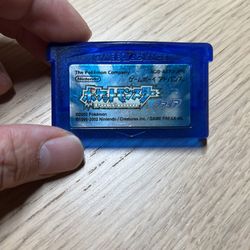 The Pokémon Company
ゲームボーイアドバンス
Nintendo
ポケットモンスター
サファイア
©2002 Pokémon
©1995-2002 Nintendo/Creatures inc./GAME FREAK inc.